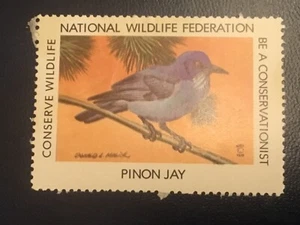 NATIONAL WILDLIFE FEDERATION
CONSERVE WILDLIFE
BE A CONSERVATIONIST
PINON JAY